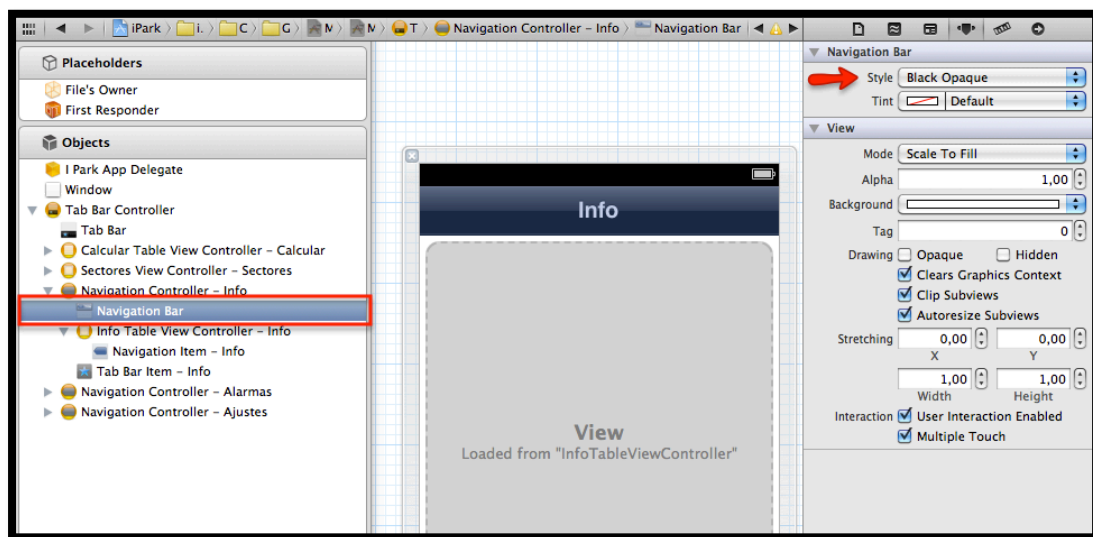 iPark i. C G M M T Navigation Controller – Info Navigation Bar
Placeholders
File's Owner
First Responder
Objects
I Park App Delegate
Window
Tab Bar Controller
Tab Bar
Calcular Table View Controller – Calcular
Sectores View Controller – Sectores
Navigation Controller – Info
Navigation Bar
Info Table View Controller – Info
Navigation Item – Info
Tab Bar Item – Info
Navigation Controller – Alarmas
Navigation Controller – Ajustes
Info
View
Loaded from "InfoTableViewController"
Navigation Bar
Style Black Opaque
Tint Default
View
Mode Scale To Fill
Alpha 1,00
Background
Tag 0
Drawing Opaque Hidden
Clears Graphics Context
Clip Subviews
Autoresize Subviews
Stretching 0,00 0,00
X Y
1,00 1,00
Width Height
Interaction User Interaction Enabled
Multiple Touch